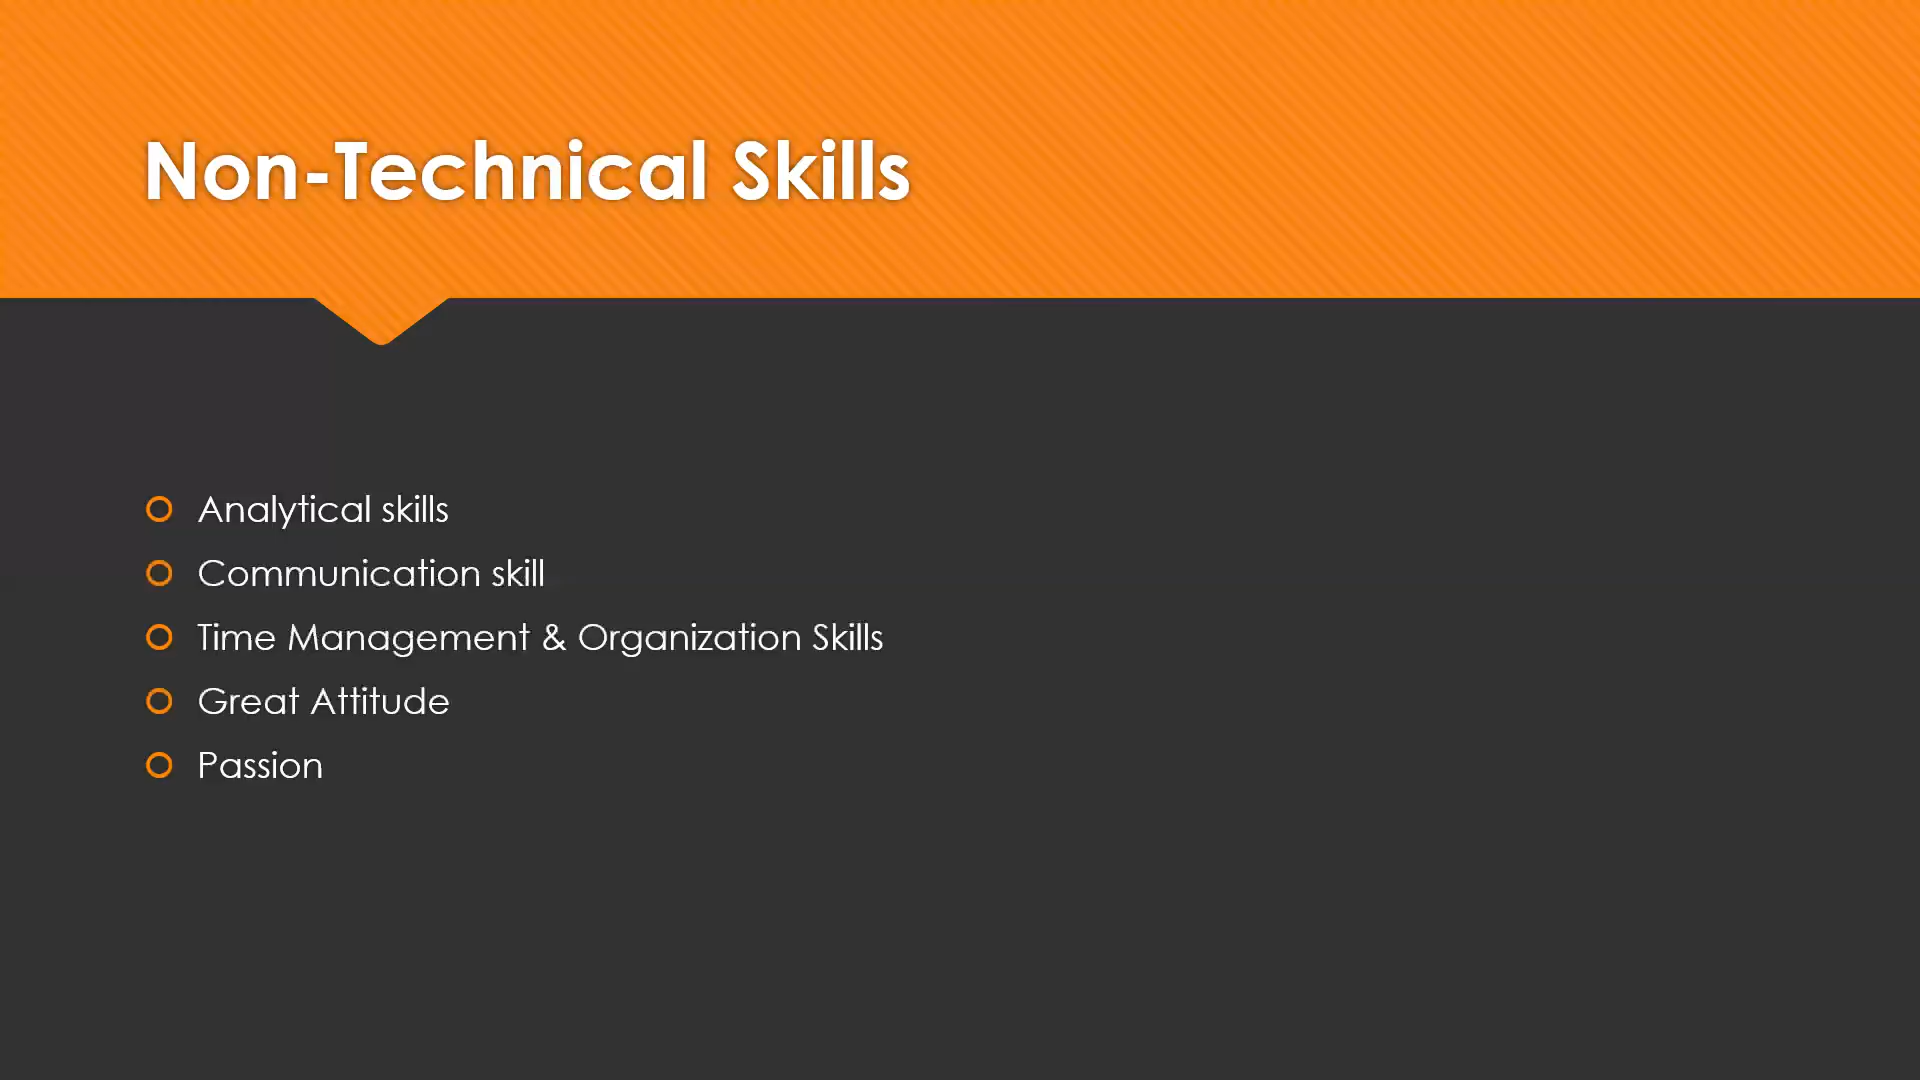 Non-Technical Skills
Analytical skills
Communication skill
Time Management & Organization Skills
Great Attitude
Passion